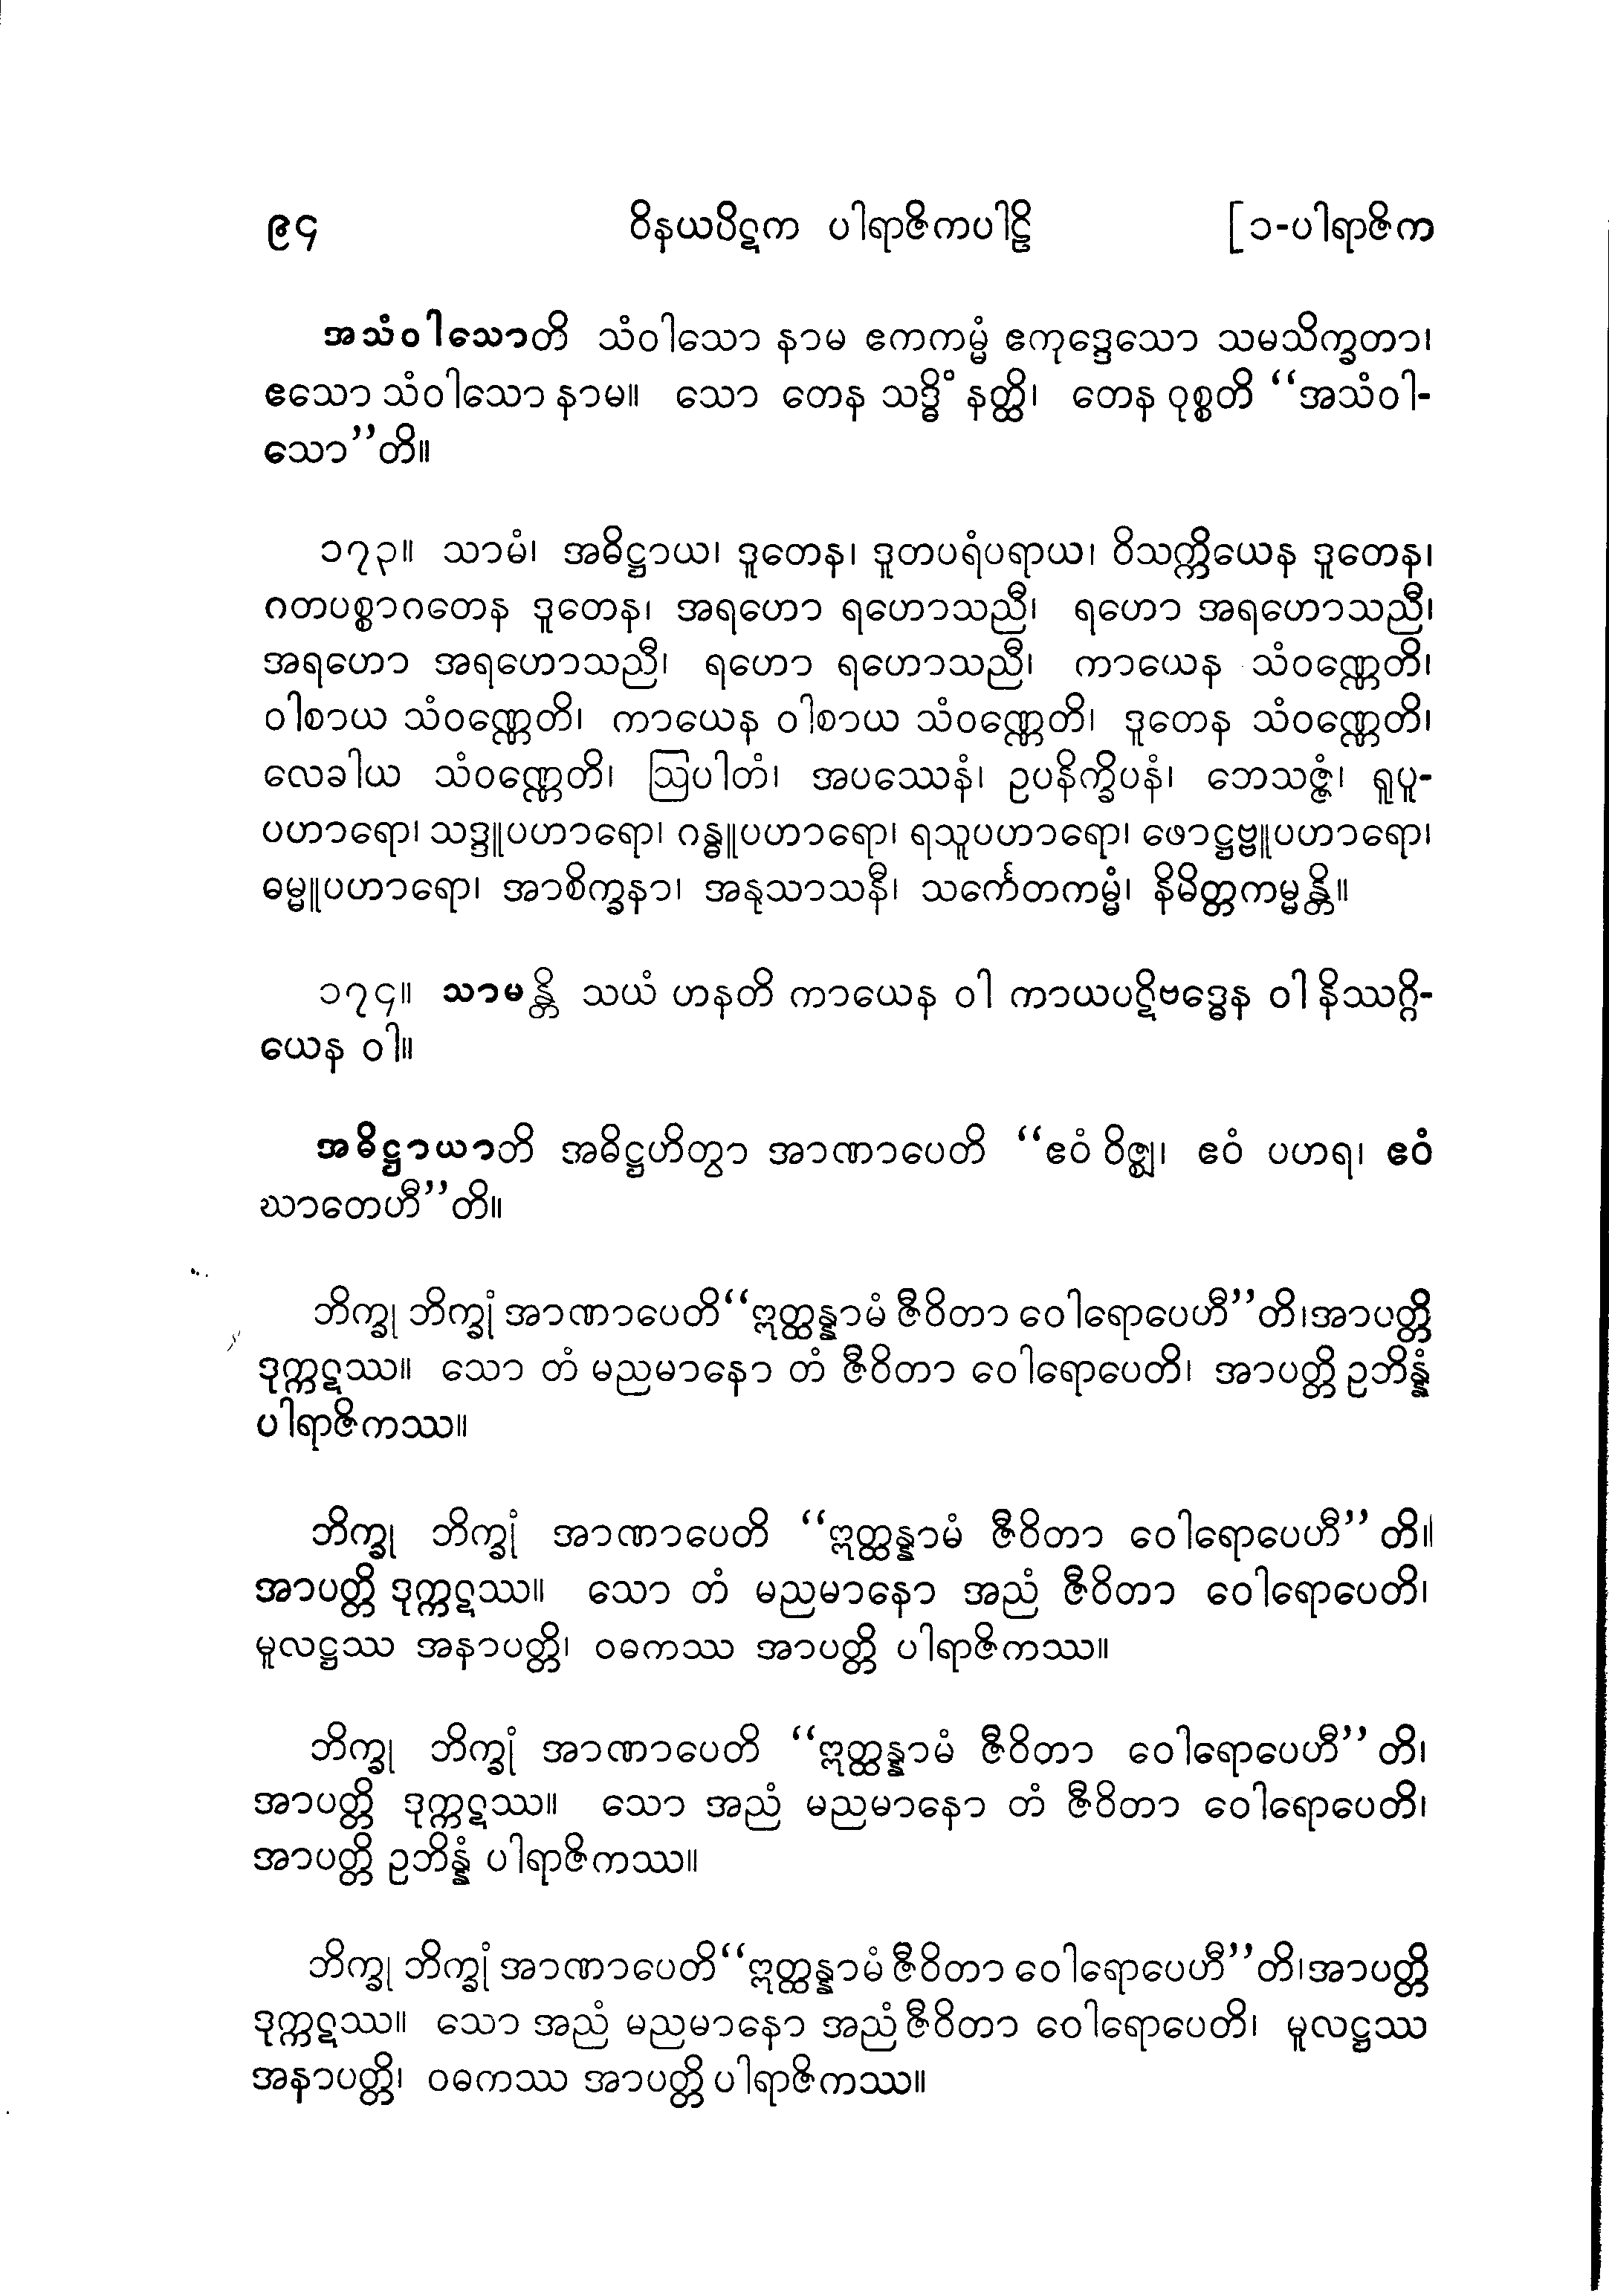 ၉၄ ဝိနယပိဋက ပါရာဇိကပါဠိ [၁-ပါရာဇိက
အသံဝါသောတိ သံဝါသော နာမ ဧကကမ္မံ ဧကုဒ္ဒေသော သမသိက္ခတာ၊
ဧသော သံဝါသော နာမ။ သော တေန သဒ္ဓိံ နတ္ထိ၊ တေန ဝုစ္စတိ “အသံဝါ-
သော”တိ။
၁၇၃။ သာမံ၊ အဓိဋ္ဌာယ၊ ဒူတေန၊ ဒူတပရံပရာယ၊ ဝိသက္ကိယေန ဒူတေန၊
ဂတပစ္စာဂတေန ဒူတေန၊ အရဟော ရဟောသညီ၊ ရဟော အရဟောသညီ၊
အရဟော အရဟောသညီ၊ ရဟော ရဟောသညီ၊ ကာယေန သံဝဏ္ဏေတိ၊
ဝါစာယ သံဝဏ္ဏေတိ၊ ကာယေန ဝါစာယ သံဝဏ္ဏေတိ၊ ဒူတေန သံဝဏ္ဏေတိ၊
လေခါယ သံဝဏ္ဏေတိ၊ ဩပါတံ၊ အပဿေနံ၊ ဥပနိက္ခိပနံ၊ ဘေသဇ္ဇံ၊ ရူပူ-
ပဟာရော၊ သဒ္ဒူပဟာရော၊ ဂန္ဓူပဟာရော၊ ရသူပဟာရော၊ ဖောဋ္ဌဗ္ဗူပဟာရော၊
ဓမ္မူပဟာရော၊ အာစိက္ခနာ၊ အနုသာသနီ၊ သင်္ကေတကမ္မံ၊ နိမိတ္တကမ္မန္တိ။
၁၇၄။ သာမန္တိ သယံ ဟနတိ ကာယေန ဝါ ကာယပဋိဗဒ္ဓေန ဝါ နိဿဂ္ဂိ-
ယေန ဝါ။
အဓိဋ္ဌာယာတိ အဓိဋ္ဌဟိတွာ အာဏာပေတိ “ဧဝံ ဝိဇ္ဈ၊ ဧဝံ ပဟရ၊ ဧဝံ
ဃာတေဟီ”တိ။
ဘိက္ခု ဘိက္ခုံ အာဏာပေတိ“ဣတ္ထန္နာမံ ဇီဝိတာ ဝေါရောပေဟီ”တိ၊အာပတ္တိ
ဒုက္ကဋဿ။ သော တံ မညမာနော တံ ဇီဝိတာ ဝေါရောပေတိ၊ အာပတ္တိ ဥဘိန္နံ
ပါရာဇိကဿ။
ဘိက္ခု ဘိက္ခုံ အာဏာပေတိ “ဣတ္ထန္နာမံ ဇီဝိတာ ဝေါရောပေဟီ” တိ။
အာပတ္တိ ဒုက္ကဋဿ။ သော တံ မညမာနော အညံ ဇီဝိတာ ဝေါရောပေတိ၊
မူလဋ္ဌဿ အနာပတ္တိ၊ ဝဓကဿ အာပတ္တိ ပါရာဇိကဿ။
ဘိက္ခု ဘိက္ခုံ အာဏာပေတိ “ဣတ္ထန္နာမံ ဇီဝိတာ ဝေါရောပေဟီ” တိ၊
အာပတ္တိ ဒုက္ကဋဿ။ သော အညံ မညမာနော တံ ဇီဝိတာ ဝေါရောပေတိ၊
အာပတ္တိ ဥဘိန္နံ ပါရာဇိကဿ။
ဘိက္ခု ဘိက္ခုံ အာဏာပေတိ“ဣတ္ထန္နာမံ ဇီဝိတာ ဝေါရောပေဟီ”တိ၊အာပတ္တိ
ဒုက္ကဋဿ။ သော အညံ မညမာနော အညံ ဇီဝိတာ ဝေါရောပေတိ၊ မူလဋ္ဌဿ
အနာပတ္တိ၊ ဝဓကဿ အာပတ္တိ ပါရာဇိကဿ။